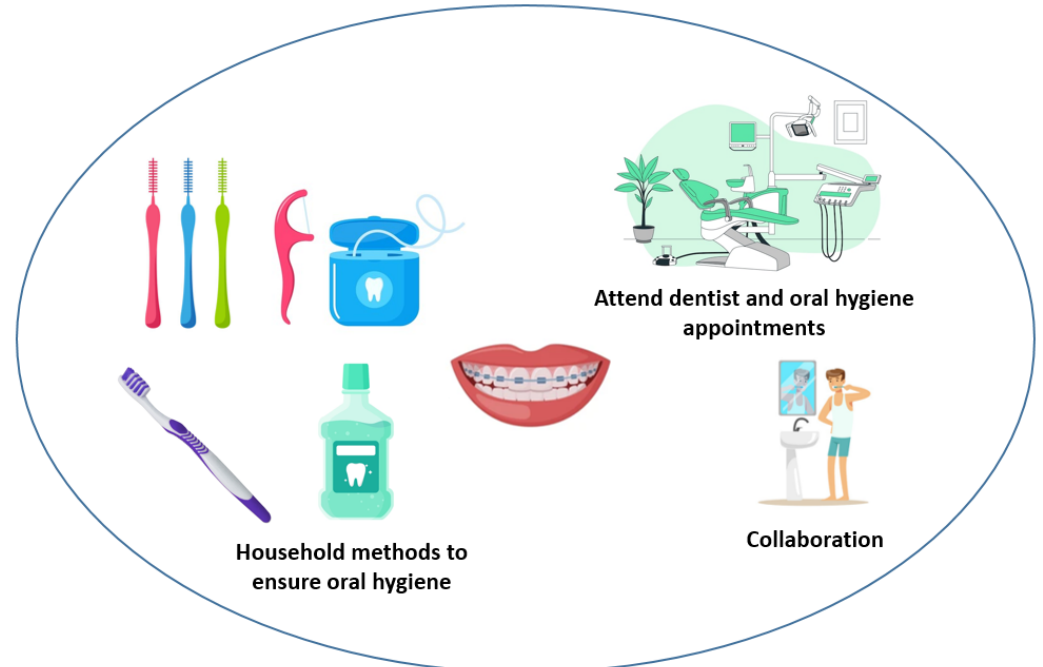 Attend dentist and oral hygiene
appointments
Household methods to
ensure oral hygiene
Collaboration